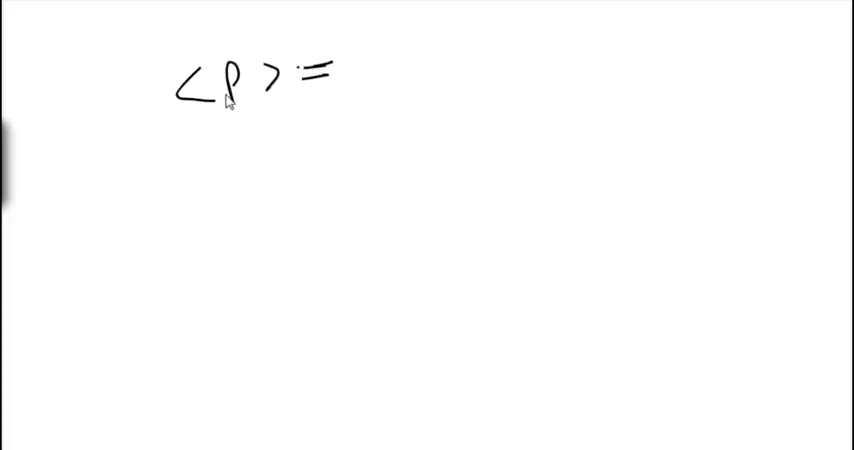 <p> =